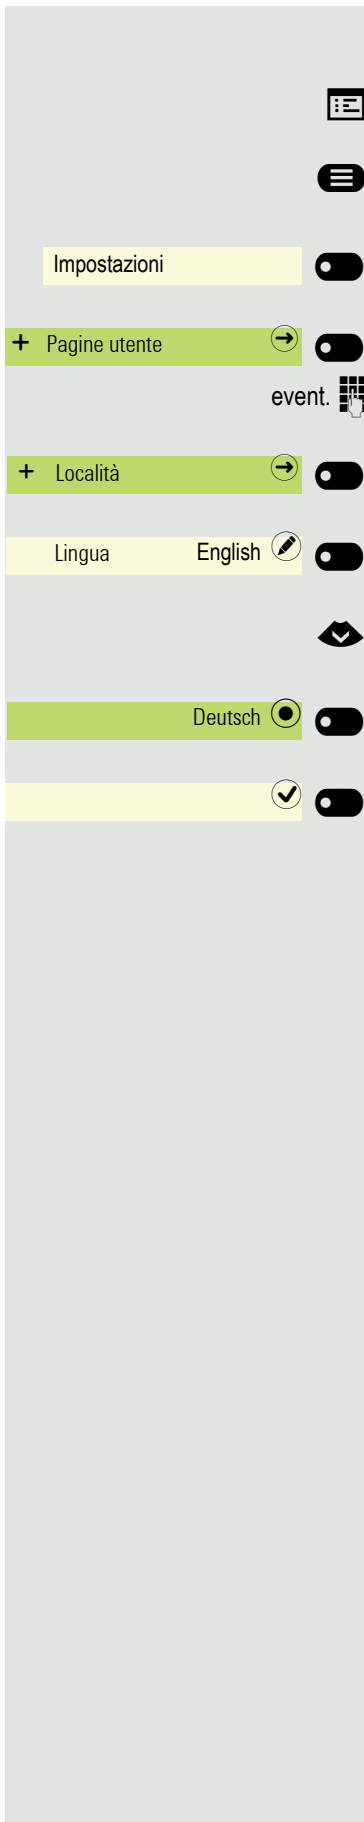 Impostazioni
+ Pagine utente
event.
+ Località
Lingua English
Deutsch